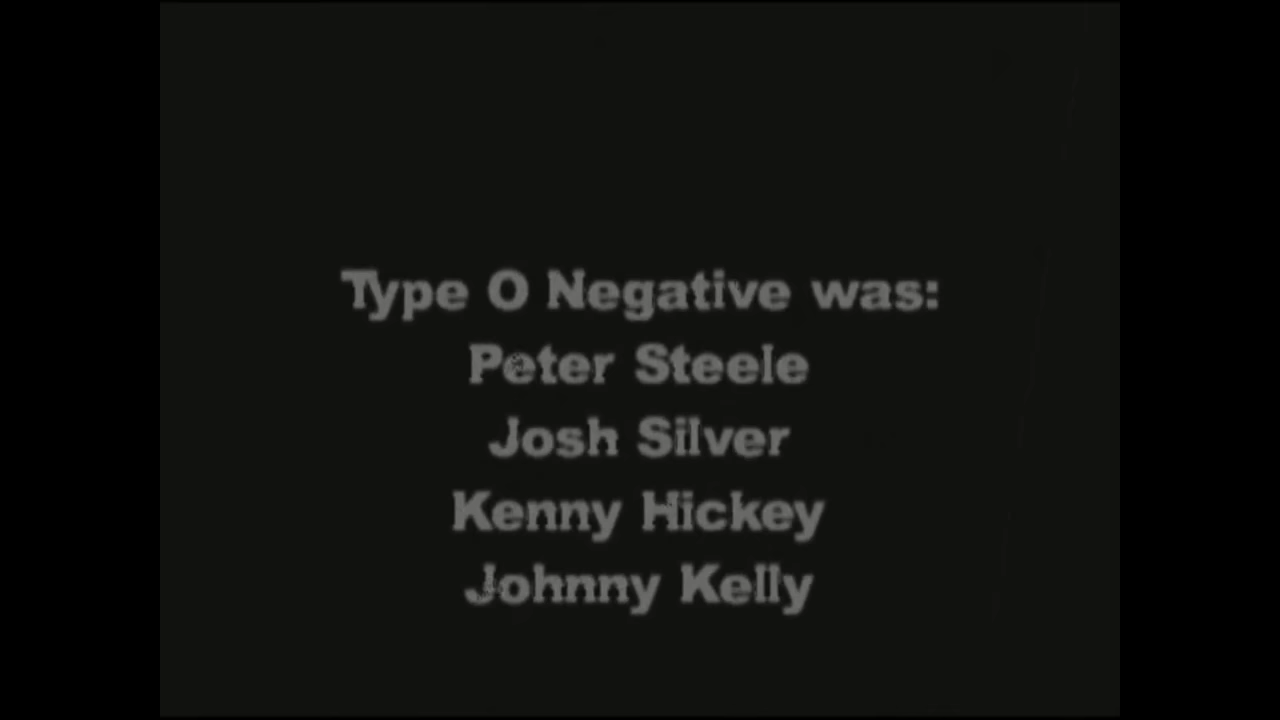 Type O Negative was:
Peter Steele
Josh Silver
Kenny Hickey
Johnny Kelly